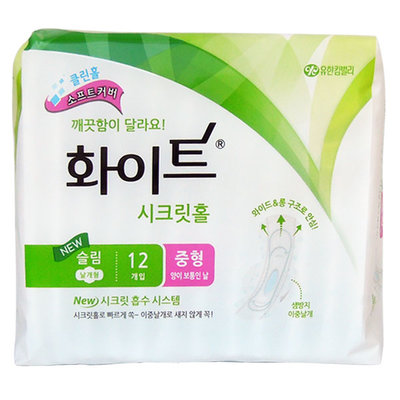 유한킴벌리
클린홀
소프트커버
깨끗함이 달라요!
화이트®
시크릿홀
와이드&롱 구조로 안심!
NEW
슬림
날개형
12
개입
중형
양이 보통인 날
New) 시크릿 흡수 시스템
시크릿홀로 빠르게 쏙~ 이중날개로 새지 않게 꼭!
샘방지
이중날개